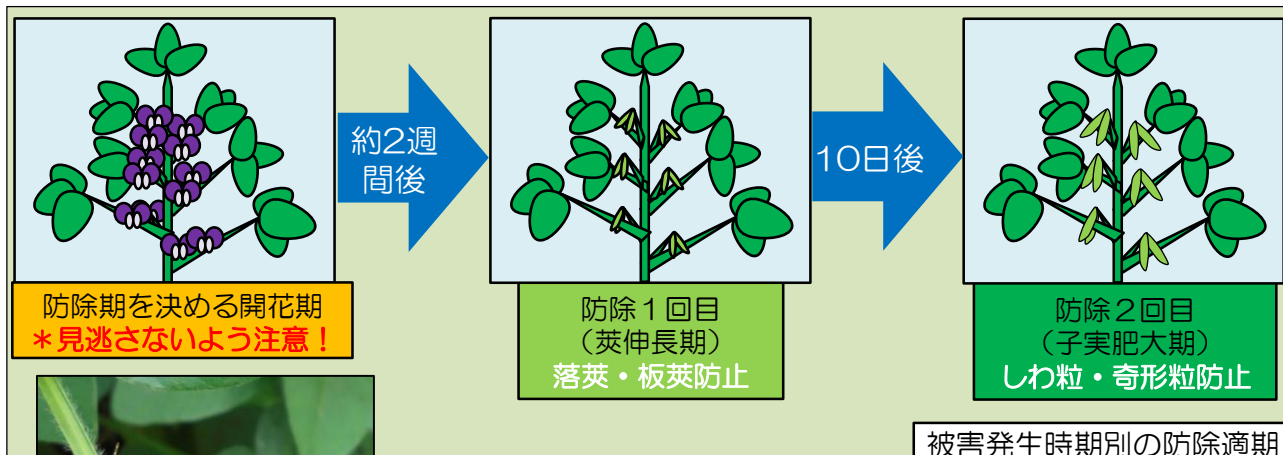 約2週
間後
10日後
防除期を決める開花期
＊見逃さないよう注意！
防除１回目
（莢伸長期）
落莢・板莢防止
防除２回目
（子実肥大期）
しわ粒・奇形粒防止
被害発生時期別の防除適期